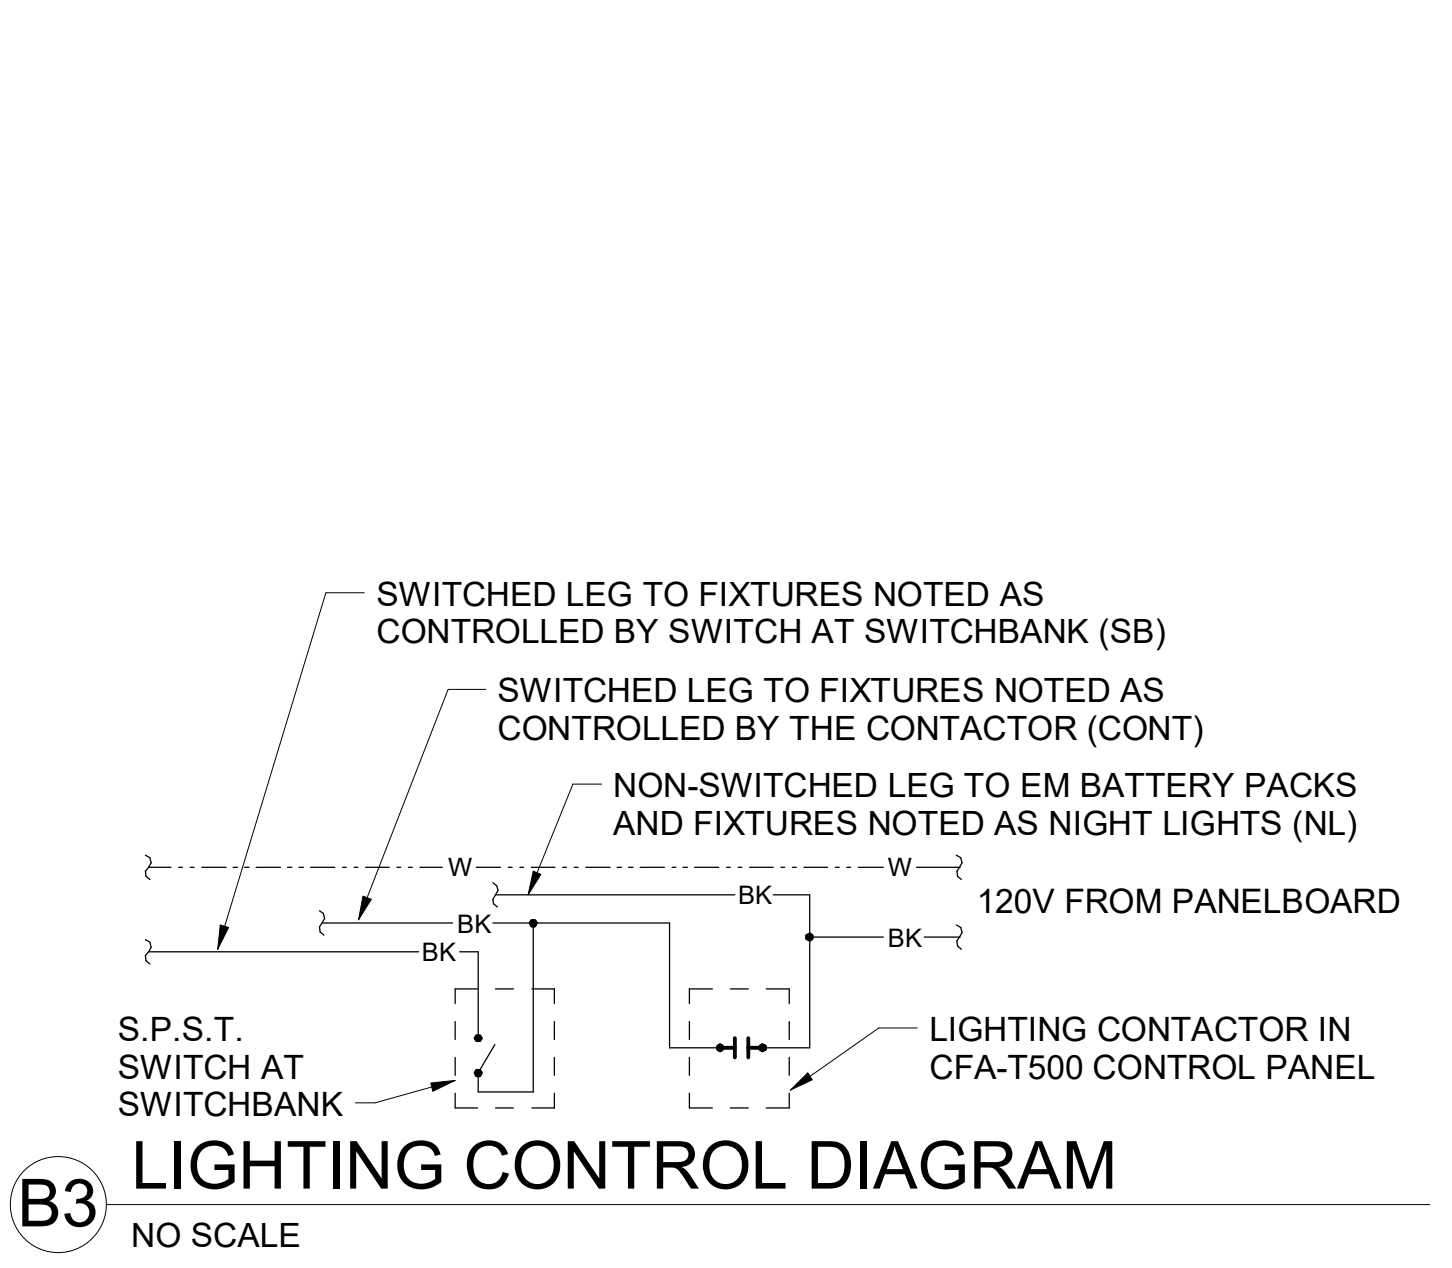 SWITCHED LEG TO FIXTURES NOTED AS
CONTROLLED BY SWITCH AT SWITCHBANK (SB)
SWITCHED LEG TO FIXTURES NOTED AS
CONTROLLED BY THE CONTACTOR (CONT)
NON-SWITCHED LEG TO EM BATTERY PACKS
AND FIXTURES NOTED AS NIGHT LIGHTS (NL)
W
W
BK
120V FROM PANELBOARD
BK
BK
BK
S.P.S.T.
SWITCH AT
SWITCHBANK
LIGHTING CONTACTOR IN
CFA-T500 CONTROL PANEL
B3
LIGHTING CONTROL DIAGRAM
NO SCALE